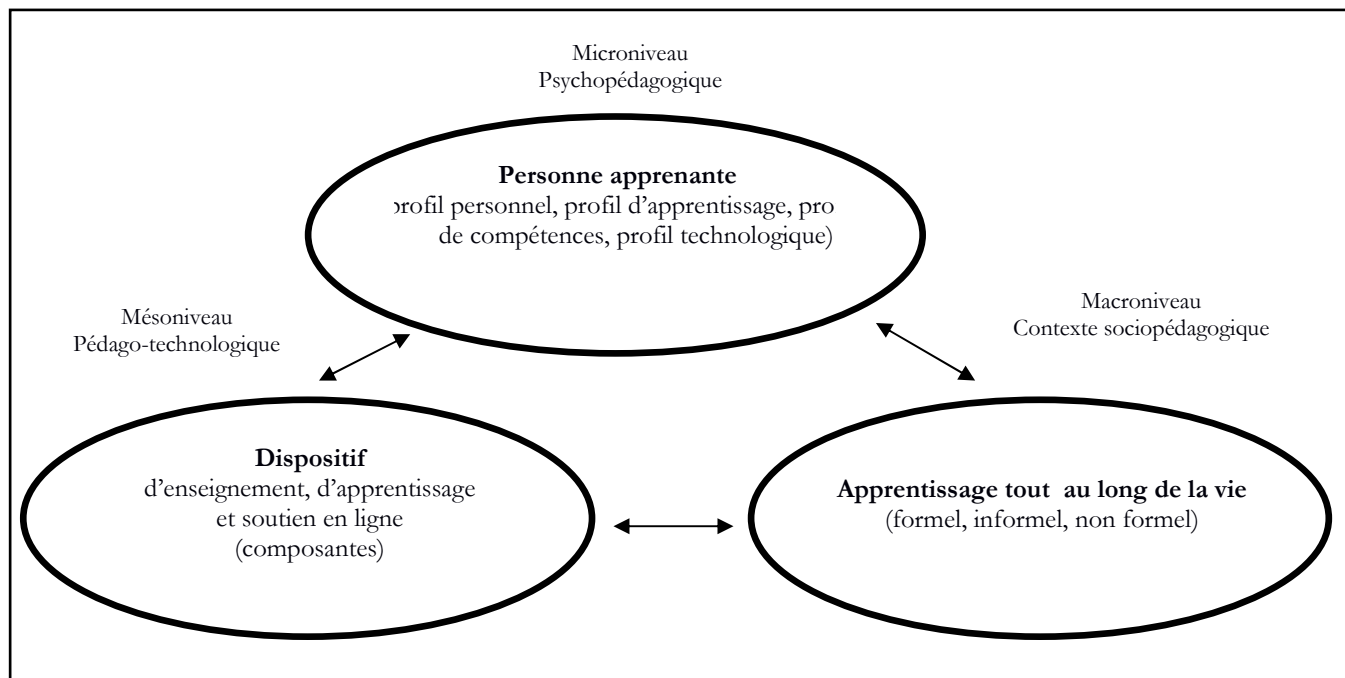 Microniveau
Psychopédagogique
Personne apprenante
profil personnel, profil d'apprentissage, pro
de compétences, profil technologique)
Mésoniveau
Pédago-technologique
Macroniveau
Contexte sociopédagogique
Dispositif
d'enseignement, d'apprentissage
et soutien en ligne
(composantes)
Apprentissage tout au long de la vie
(formel, informel, non formel)